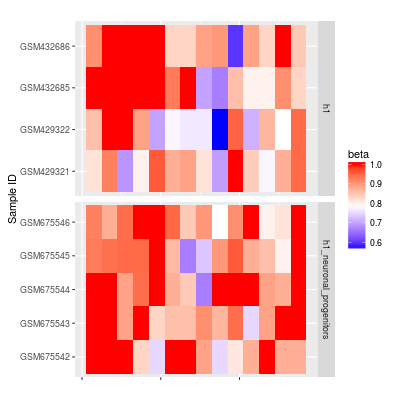 Sample ID
GSM432686
GSM432685
GSM429322
GSM429321
h1
GSM675546
GSM675545
GSM675544
GSM675543
GSM675542
h1_neuronal_progenitors
beta
1.0
0.9
0.8
0.7
0.6